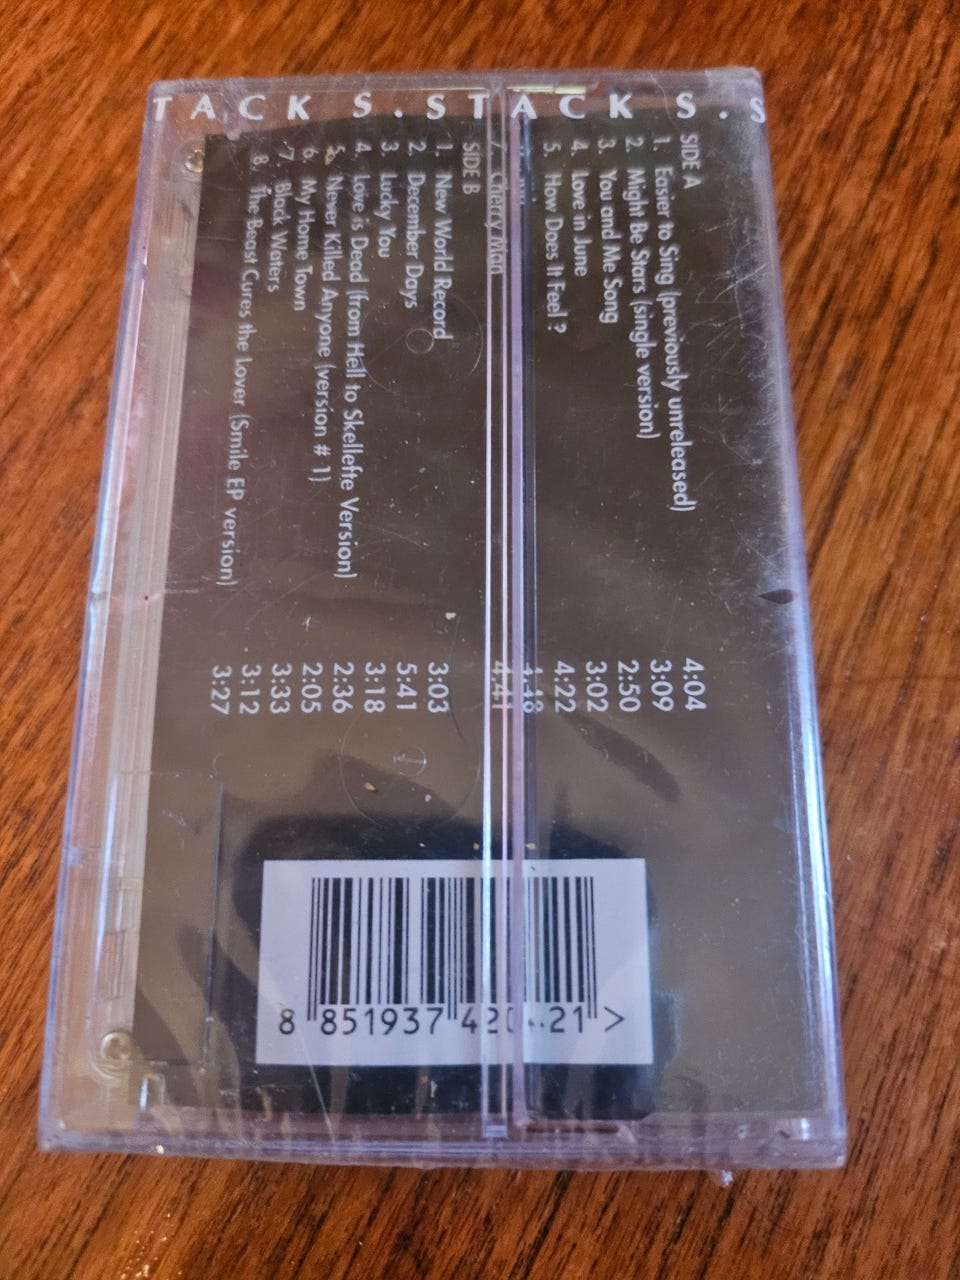 TACKS.STACKS.S
SIDE A
1. Easier to Sing (previously unreleased) 4:04
2. Might Be Stars (single version) 3:09
3. You and Me Song 2:50
4. Love in June 3:02
5. How Does It Feel ? 4:22
7. Cherry Man 4:41
SIDE B
1. New World Record 3:03
2. December Days 5:41
3. Lucky You 3:18
4. Love is Dead (from Hell to Skellefte Version) 2:36
5. Never Killed Anyone (version # 1) 2:05
6. My Home Town 3:33
7. Black Waters 3:12
8. The Beast Cures the Lover (Smile EP version) 3:27
8 851937 >